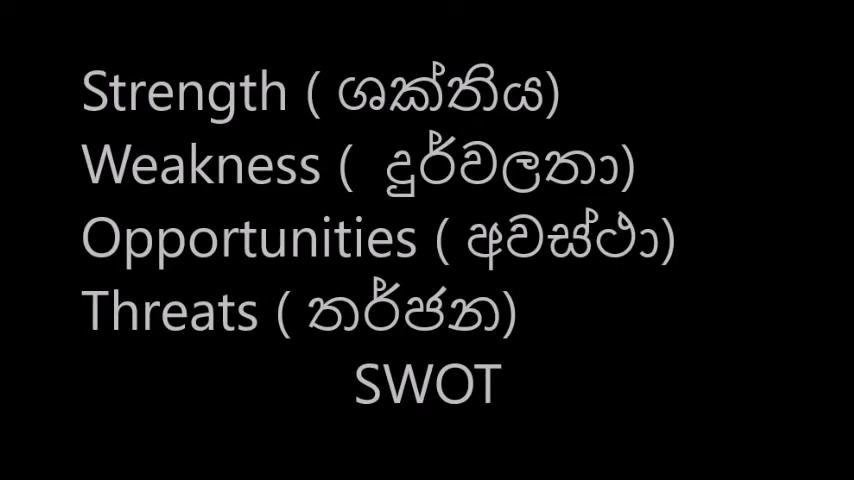 Strength ( ශක්තිය)
Weakness (  දුර්වලතා)
Opportunities ( අවස්ථා)
Threats ( තර්ජන)
SWOT